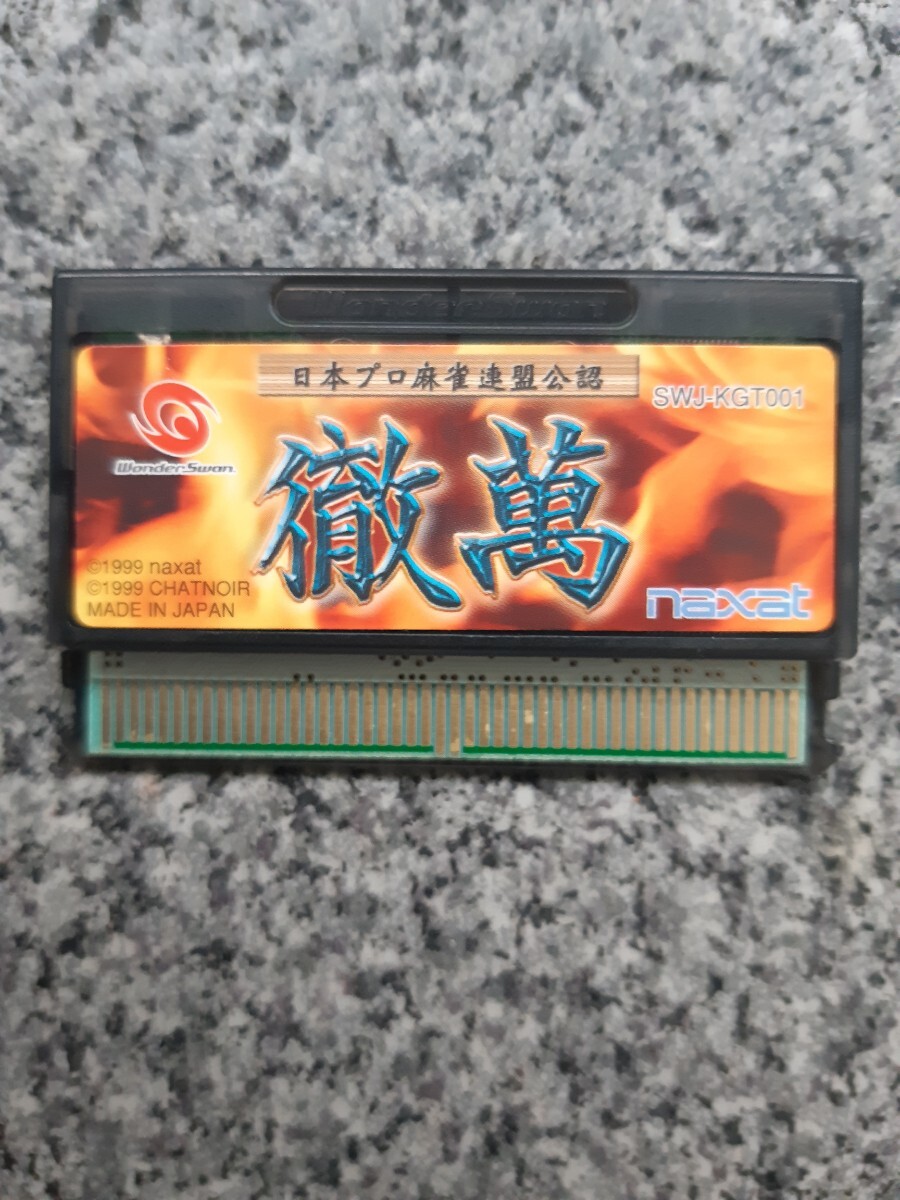 WonderSwan
日本プロ麻雀連盟公認
SWJ-KGT001
WonderSwan
徹萬
©1999 naxat
©1999 CHATNOIR
MADE IN JAPAN
naxat